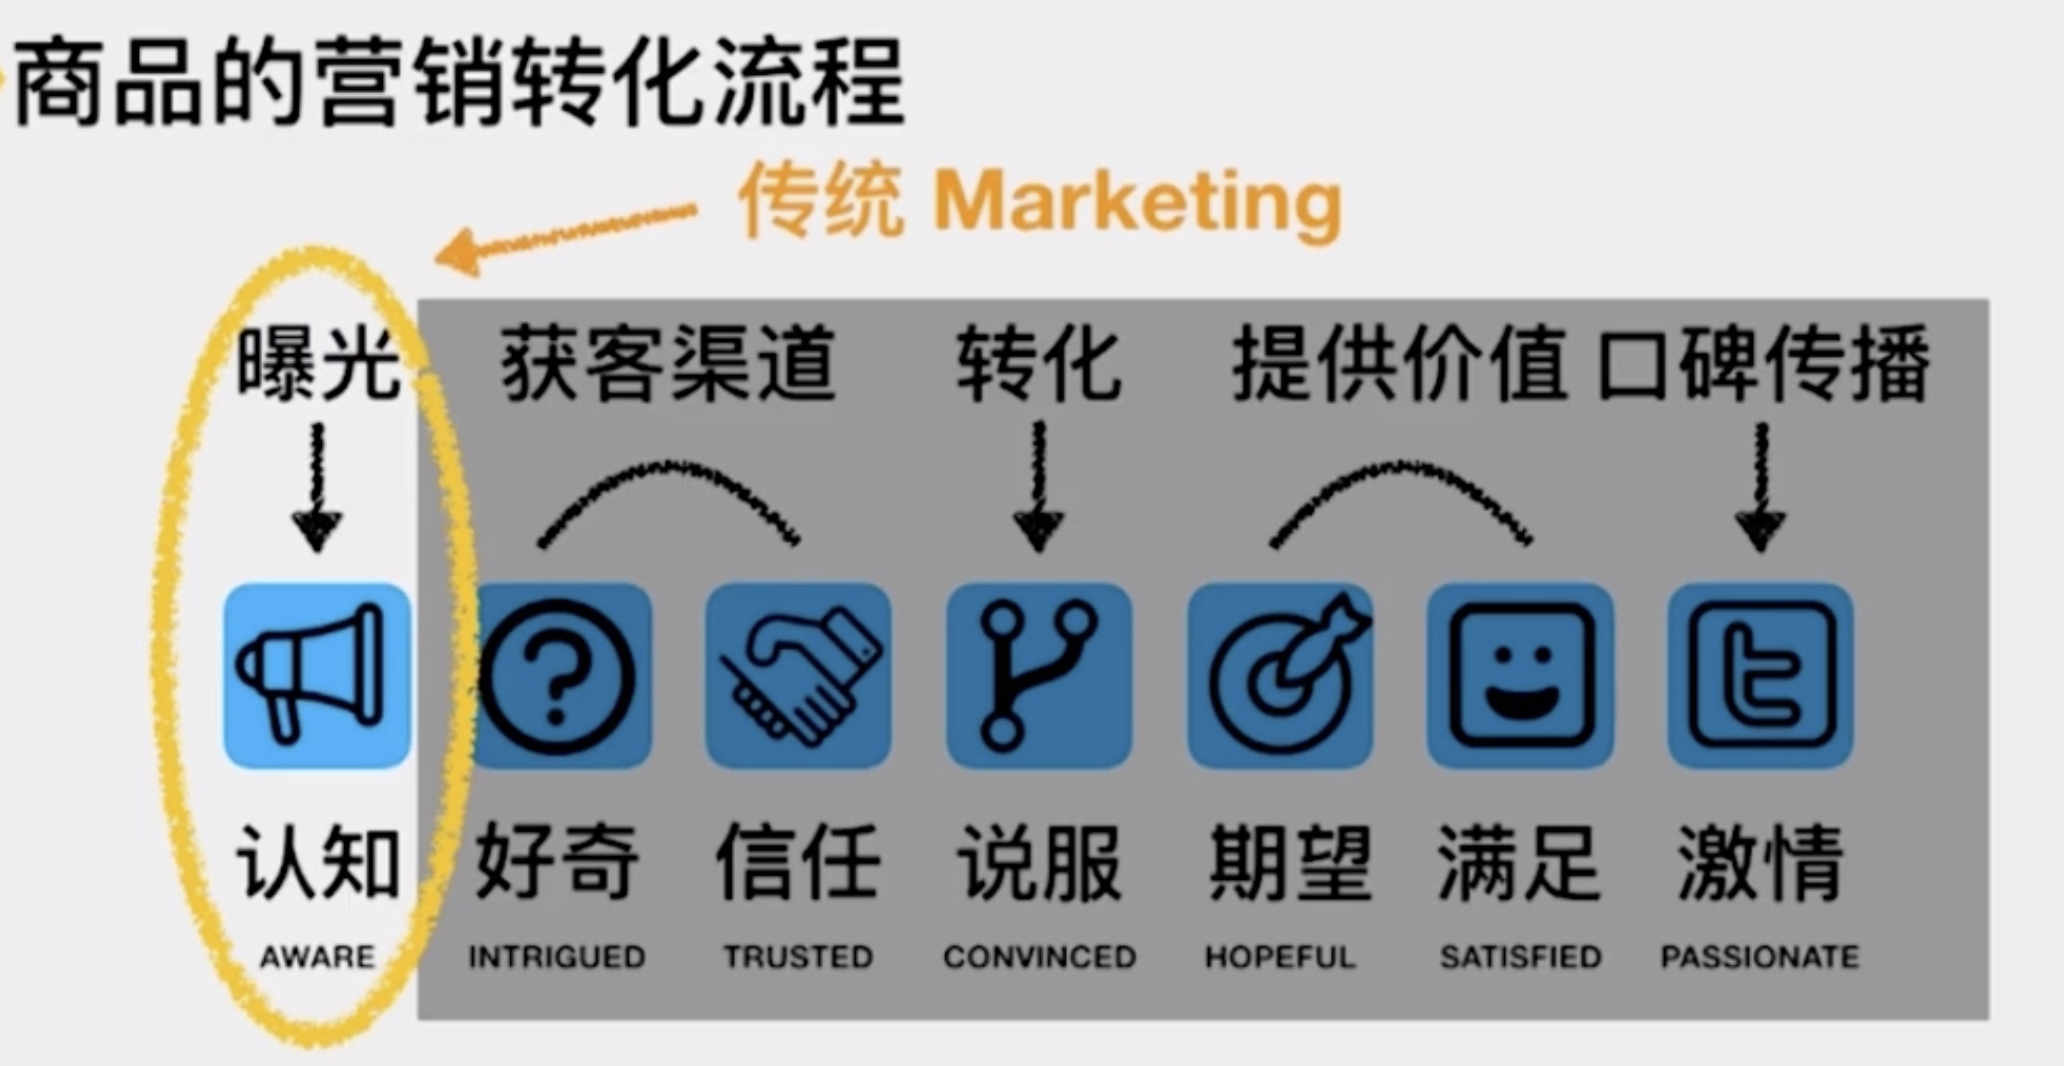 商品的营销转化流程
传统 Marketing
曝光 获客渠道 转化 提供价值 口碑传播
认知 好奇 信任 说服 期望 满足 激情
AWARE INTRIGUED TRUSTED CONVINCED HOPEFUL SATISFIED PASSIONATE